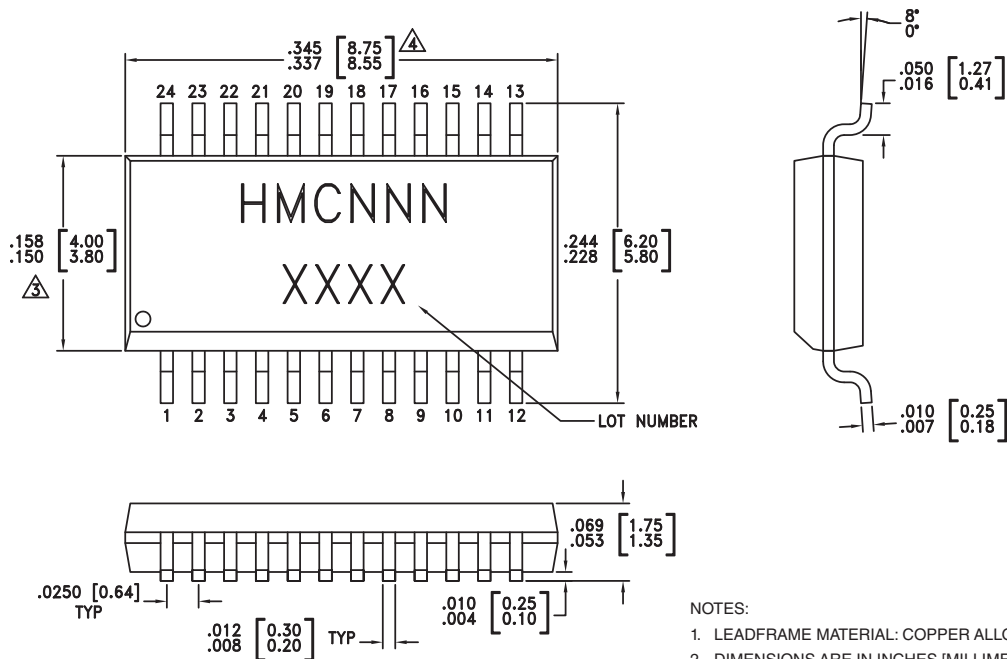 .345 [8.75] 4
.337 [8.55]
8°
0°
.050 [1.27]
.016 [0.41]
24 23 22 21 20 19 18 17 16 15 14 13
HMCNNN
.158 [4.00]
.150 [3.80]
3
.244 [6.20]
.228 [5.80]
XXXX
1 2 3 4 5 6 7 8 9 10 11 12
LOT NUMBER
.010 [0.25]
.007 [0.18]
.069 [1.75]
.053 [1.35]
.0250 [0.64]
TYP
.012 [0.30]
.008 [0.20]
TYP
.010 [0.25]
.004 [0.10]
NOTES:
1. LEADFRAME MATERIAL: COPPER